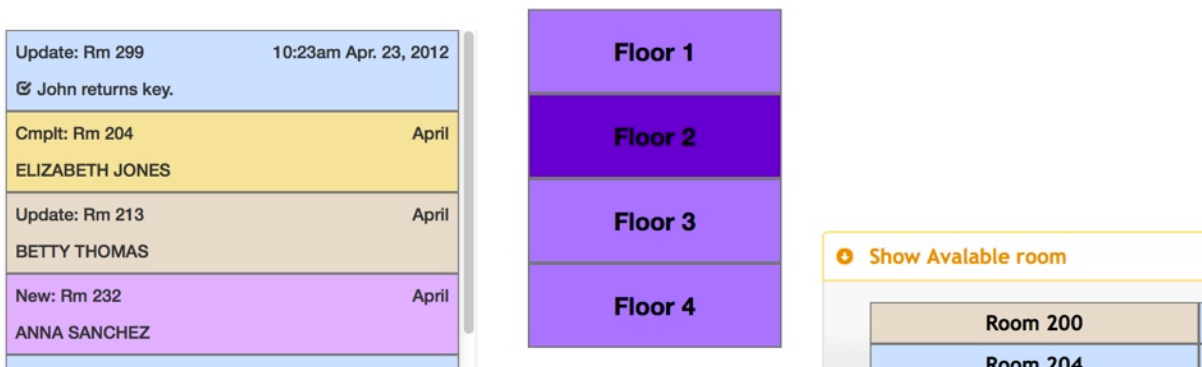 Update: Rm 299 10:23am Apr. 23, 2012
John returns key.
Cmplt: Rm 204 April
ELIZABETH JONES
Update: Rm 213 April
BETTY THOMAS
New: Rm 232 April
ANNA SANCHEZ
Floor 1
Floor 2
Floor 3
Floor 4
Show Avalable room
Room 200
Room 204